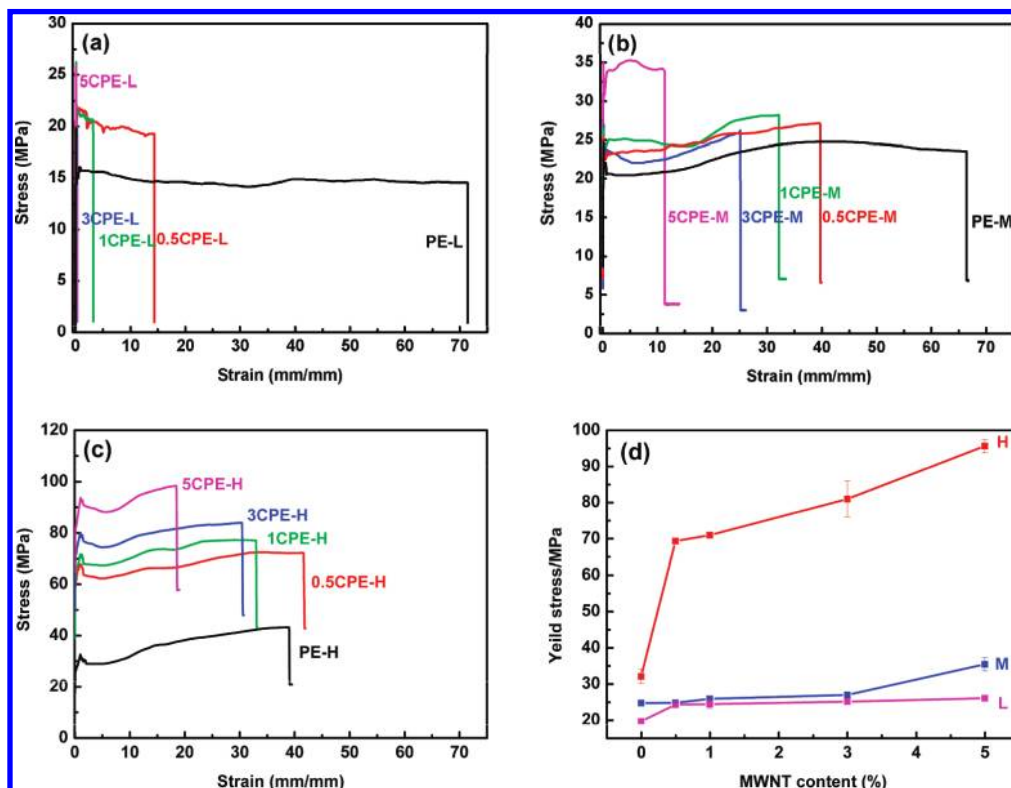 (a)
30
25
20
15
10
5
0
Stress (MPa)
5CPE-L
3CPE-L
1CPE-L
0.5CPE-L
PE-L
0 10 20 30 40 50 60 70
Strain (mm/mm)
(b)
45
40
35
30
25
20
15
10
5
0
Stress (MPa)
5CPE-M
3CPE-M
1CPE-M
0.5CPE-M
PE-M
0 10 20 30 40 50 60 70
Strain (mm/mm)
(c)
120
100
80
60
40
20
0
Stress (MPa)
5CPE-H
3CPE-H
1CPE-H
0.5CPE-H
PE-H
0 10 20 30 40 50 60 70
Strain (mm/mm)
(d)
100
90
80
70
60
50
40
30
20
Yeild stress/MPa
H
M
L
0 1 3 5
MWNT content (%)